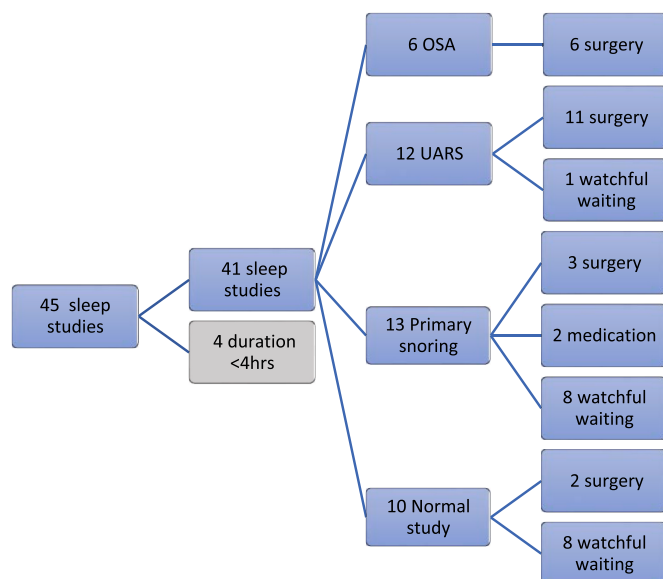 45 sleep
studies
41 sleep
studies
4 duration
<4hrs
6 OSA
6 surgery
12 UARS
11 surgery
1 watchful
waiting
13 Primary
snoring
3 surgery
2 medication
8 watchful
waiting
10 Normal
study
2 surgery
8 watchful
waiting